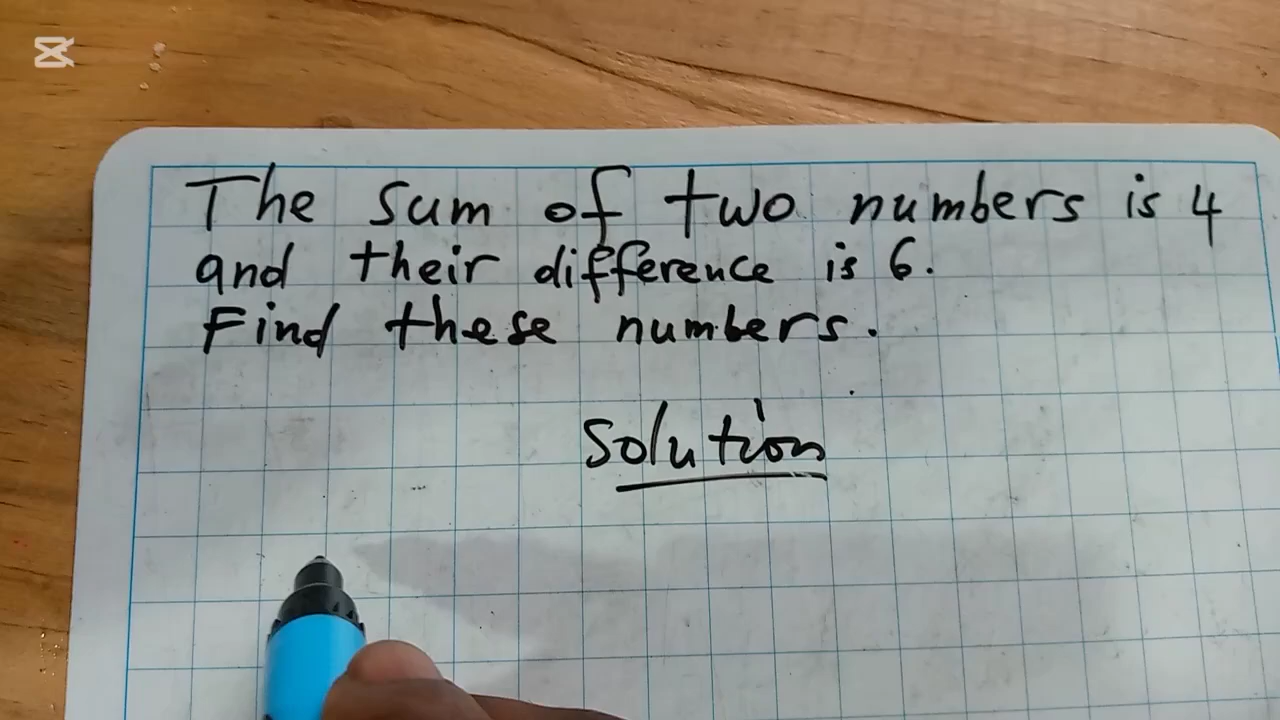 The sum of two numbers is 4
and their difference is 6.
Find these numbers.
Solution